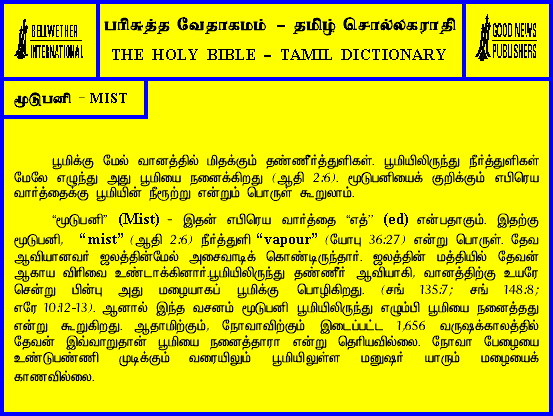 BELLWETHER
INTERNATIONAL
பரிசுத்த வேதாகமம் - தமிழ் சொல்லகராதி
THE HOLY BIBLE - TAMIL DICTIONARY
GOOD NEWS
PUBLISHERS
மூடுபனி - MIST
பூமிக்கு மேல் வானத்தில் மிதக்கும் தண்ணீர்த்துளிகள். பூமியிலிருந்து நீர்த்துளிகள்
மேலே எழுந்து அது பூமியை நனைக்கிறது (ஆதி 2:6). மூடுபனியைக் குறிக்கும் எபிரெய
வார்த்தைக்கு பூமியின் நீரூற்று என்றும் பொருள் கூறுலாம்.
“மூடுபனி” (Mist) - இதன் எபிரெய வார்த்தை “எத்” (ed) என்பதாகும். இதற்கு
மூடுபனி, “mist” (ஆதி 2:6) நீர்த்துளி “vapour” (யோபு 36:27) என்று பொருள். தேவ
ஆவியானவர் ஜலத்தின்மேல் அசைவாடிக் கொண்டிருந்தார். ஜலத்தின் மத்தியில் தேவன்
ஆகாய விரிவை உண்டாக்கினார்.பூமியிலிருந்து தண்ணீர் ஆவியாகி, வானத்திற்கு உயரே
சென்று பின்பு அது மழையாகப் பூமிக்கு பொழிகிறது. (சங் 135:7; சங் 148:8;
எரே 10:12-13). ஆனால் இந்த வசனம் மூடுபனி பூமியிலிருந்து எழும்பி பூமியை நனைத்தது
என்று கூறுகிறது. ஆதாமிற்கும், நோவாவிற்கும் இடைப்பட்ட 1,656 வருஷக்காலத்தில்
தேவன் இவ்வாறுதான் பூமியை நனைத்தாரா என்று தெரியவில்லை. நோவா பேழையை
உண்டுபண்ணி முடிக்கும் வரையிலும் பூமியிலுள்ள மனுஷர் யாரும் மழையைக்
காணவில்லை.